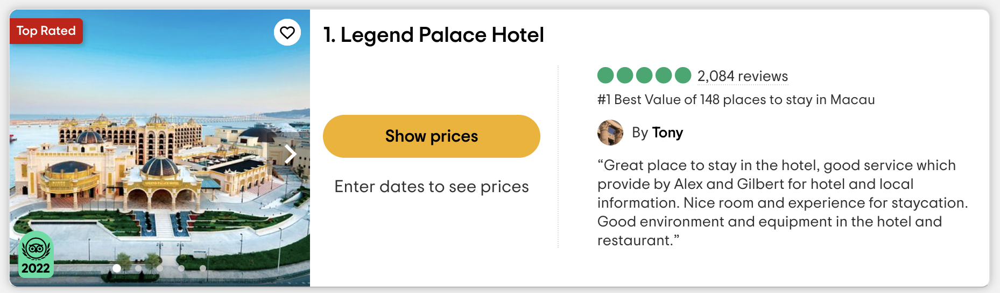 Top Rated
1. Legend Palace Hotel
2,084 reviews
#1 Best Value of 148 places to stay in Macau
Show prices
By Tony
Enter dates to see prices
“Great place to stay in the hotel, good service which
provide by Alex and Gilbert for hotel and local
information. Nice room and experience for staycation.
Good environment and equipment in the hotel and
restaurant.”
LEGEND PALACE HOTEL
2022